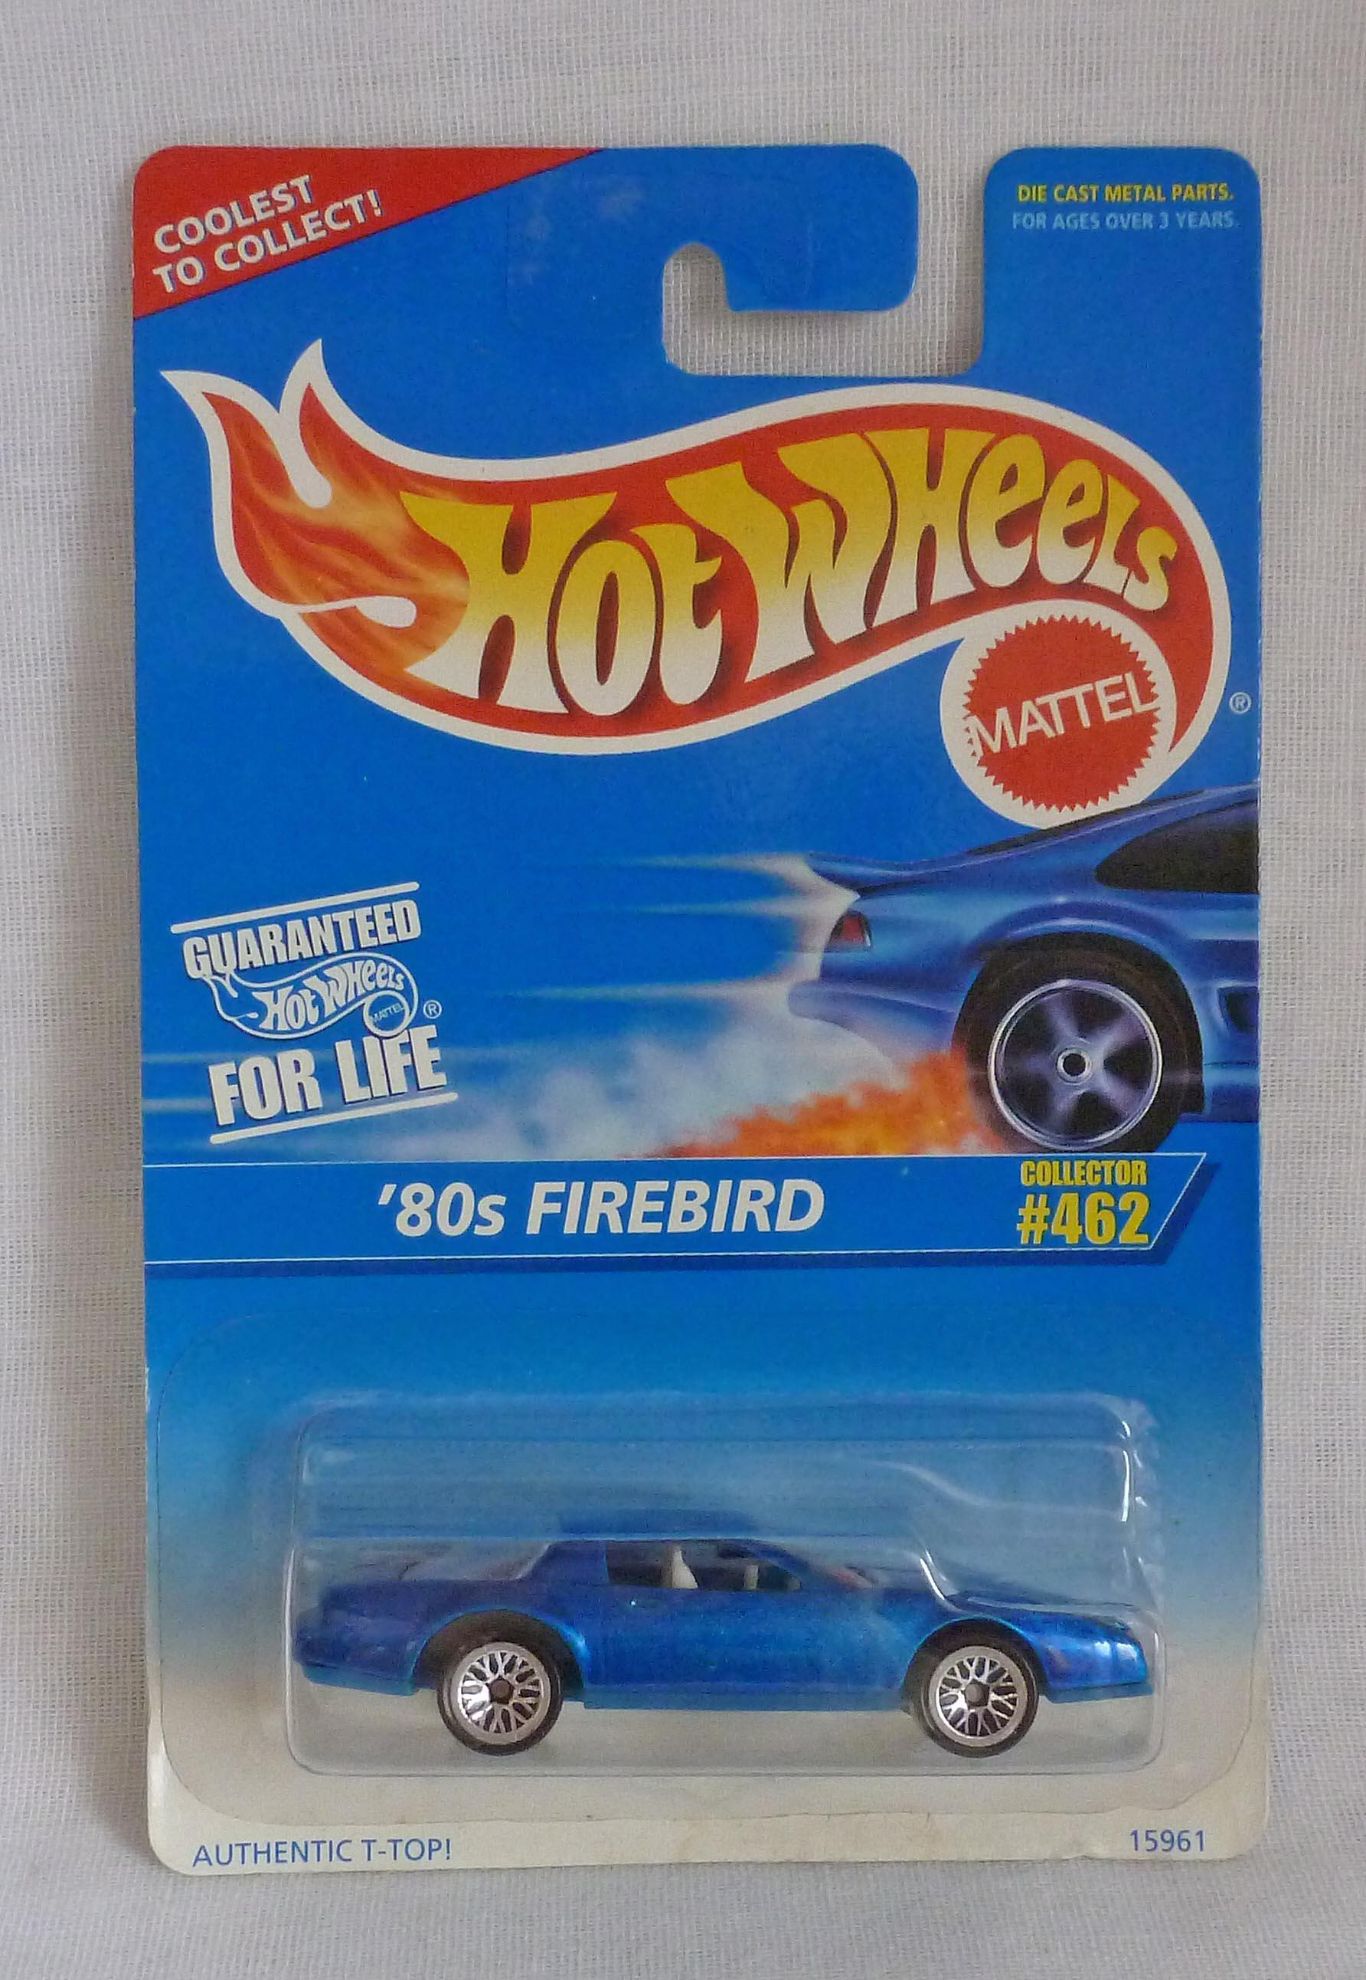 COOLEST
TO COLLECT!
DIE CAST METAL PARTS.
FOR AGES OVER 3 YEARS.
Hot Wheels
MATTEL
®
GUARANTEED
Hot Wheels
MATTEL
®
FOR LIFE
'80s FIREBIRD
COLLECTOR
#462
AUTHENTIC T-TOP!
15961